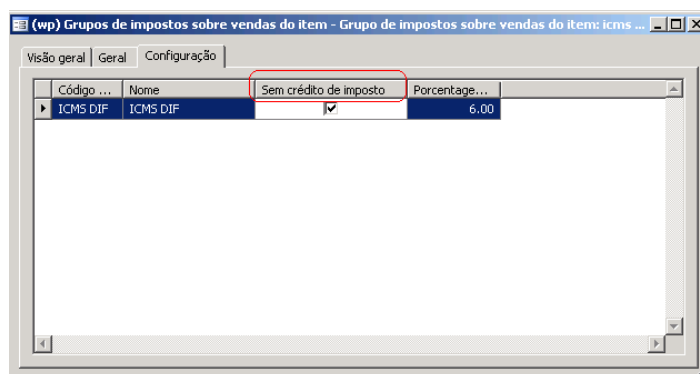 (wp) Grupos de impostos sobre vendas do item - Grupo de impostos sobre vendas do item: icms ...
Visão geral Geral Configuração
Código ... Nome Sem crédito de imposto Porcentage...
ICMS DIF ICMS DIF 6.00